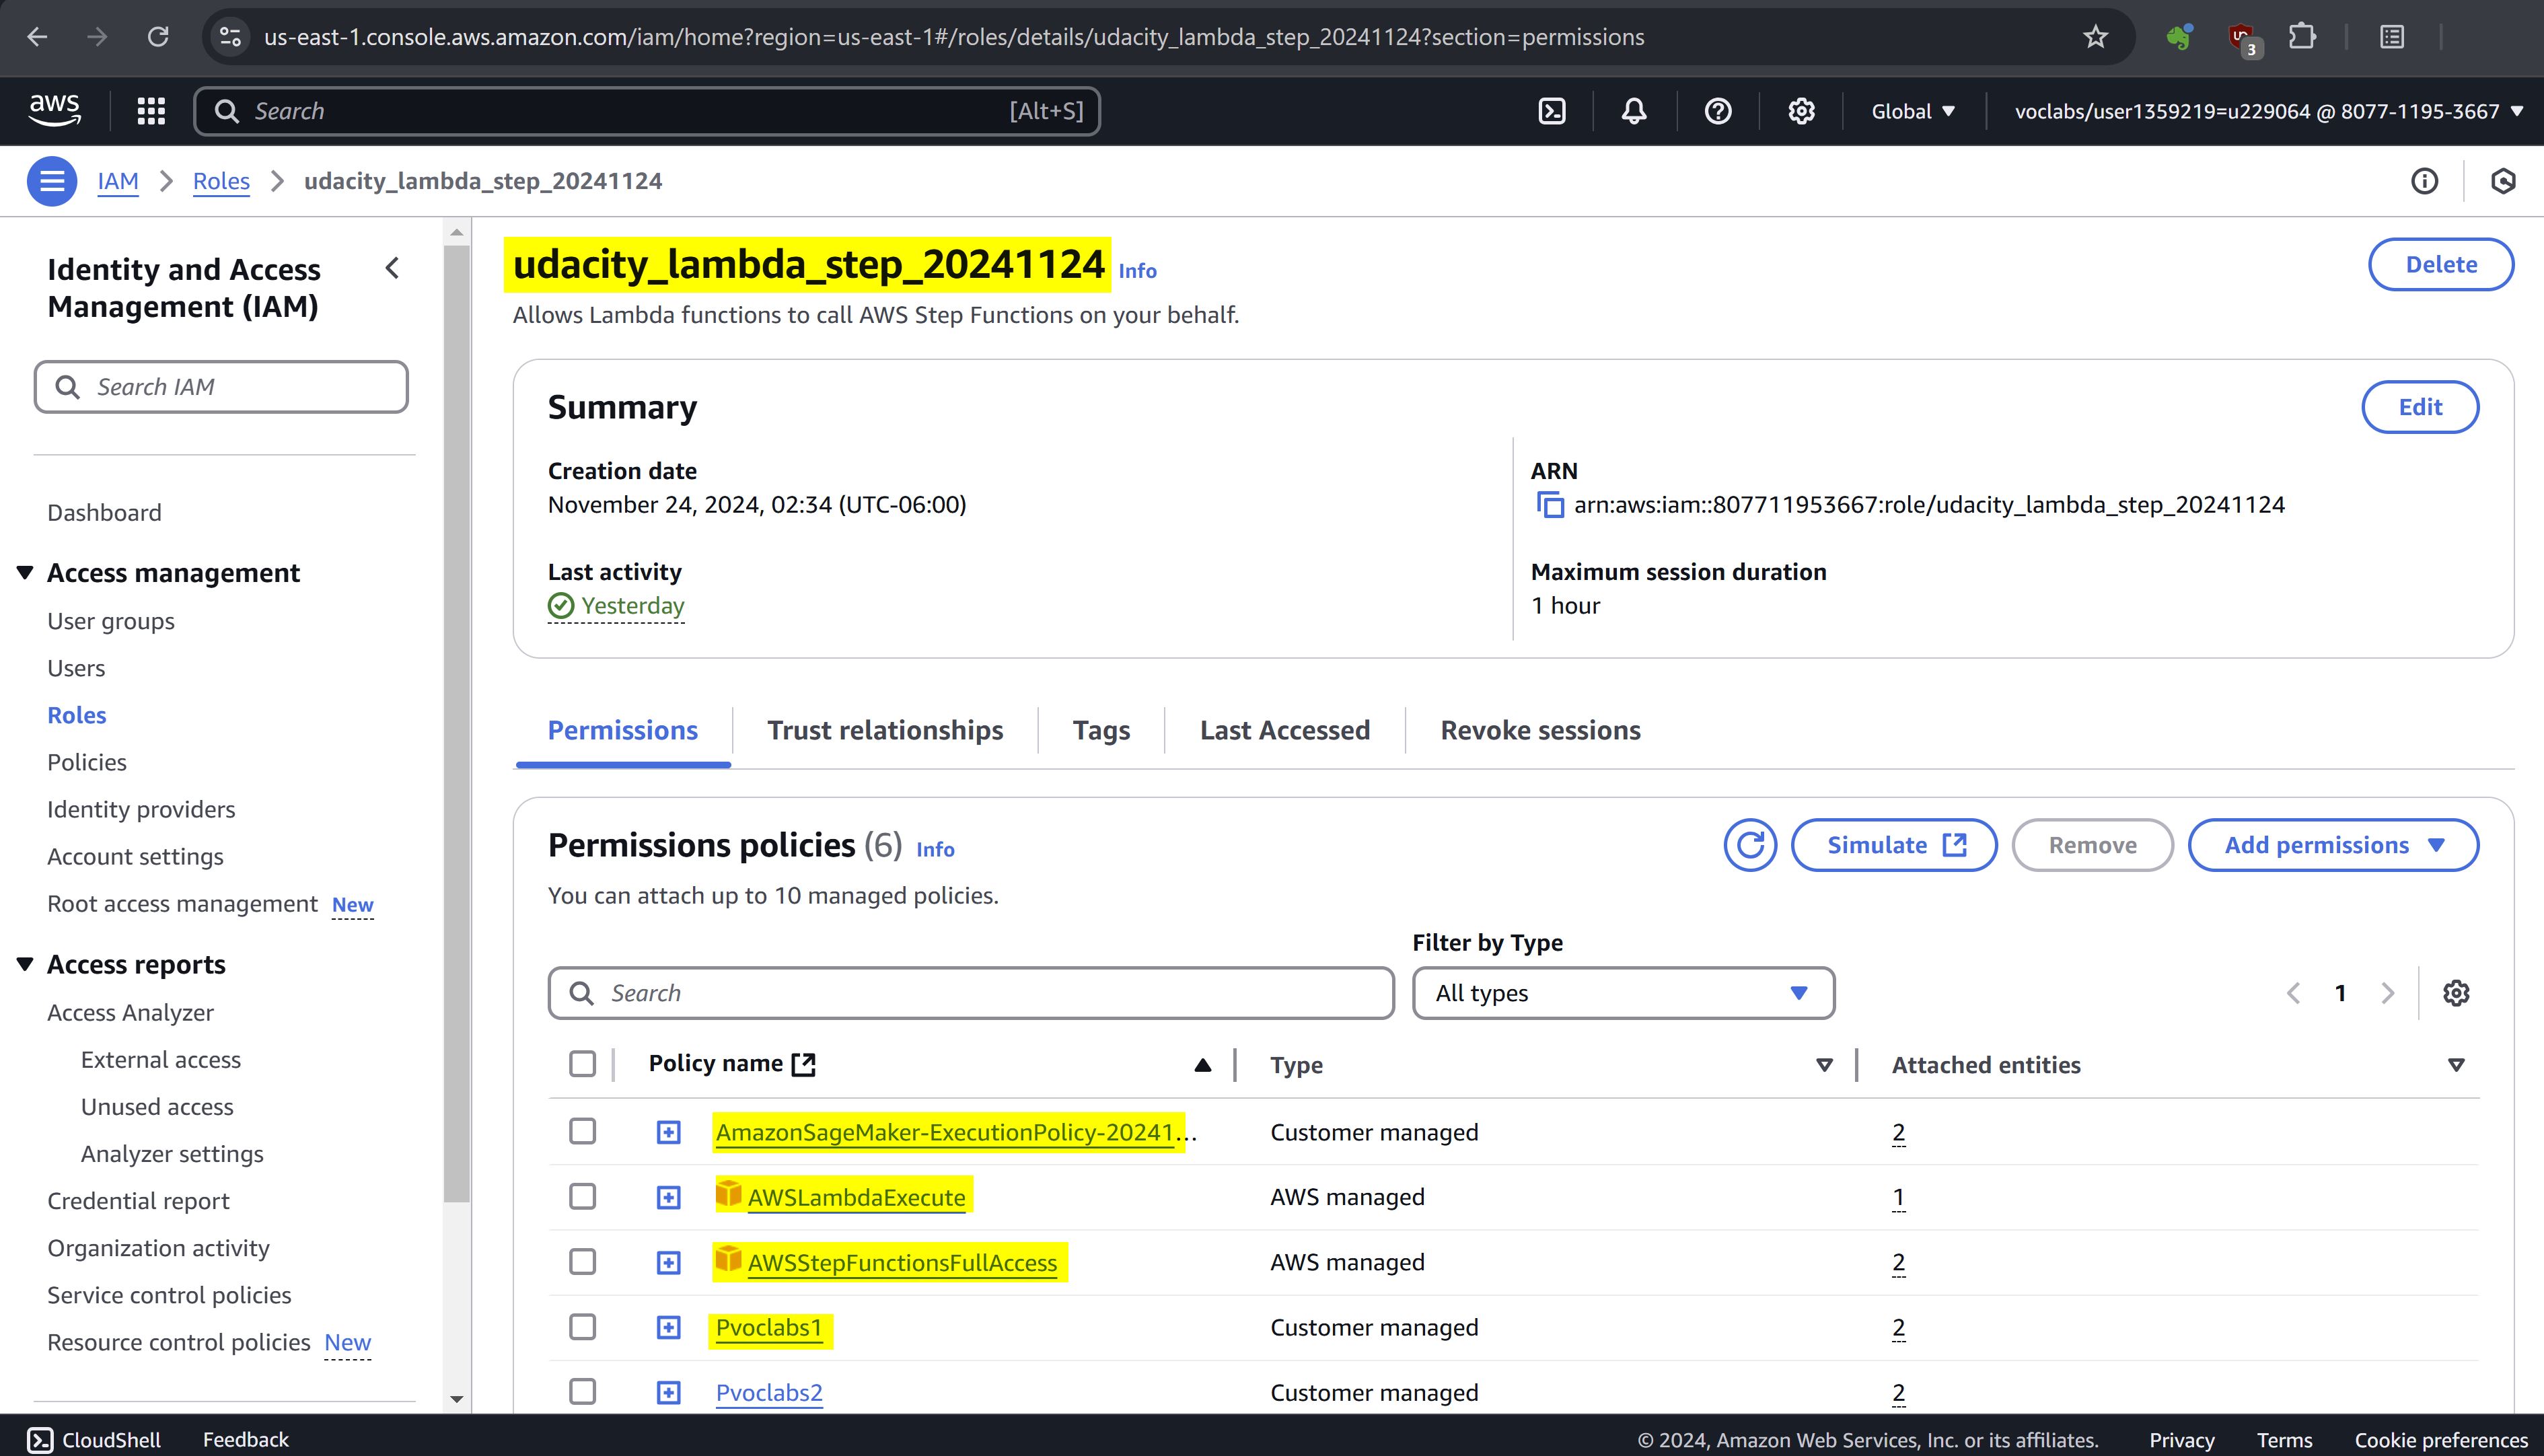 us-east-1.console.aws.amazon.com/iam/home?region=us-east-1#/roles/details/udacity_lambda_step_20241124?section=permissions
3
aws
Search
[Alt+S]
Global
voclabs/user1359219=u229064 @ 8077-1195-3667
IAM
Roles
udacity_lambda_step_20241124
Identity and Access
Management (IAM)
Search IAM
Dashboard
Access management
User groups
Users
Roles
Policies
Identity providers
Account settings
Root access management New
Access reports
Access Analyzer
External access
Unused access
Analyzer settings
Credential report
Organization activity
Service control policies
Resource control policies New
udacity_lambda_step_20241124 Info
Delete
Allows Lambda functions to call AWS Step Functions on your behalf.
Summary
Edit
Creation date
November 24, 2024, 02:34 (UTC-06:00)
ARN
arn:aws:iam::807711953667:role/udacity_lambda_step_20241124
Last activity
Yesterday
Maximum session duration
1 hour
Permissions
Trust relationships
Tags
Last Accessed
Revoke sessions
Permissions policies (6) Info
Simulate
Remove
Add permissions
You can attach up to 10 managed policies.
Filter by Type
Search
All types
1
Policy name
Type
Attached entities
AmazonSageMaker-ExecutionPolicy-20241... Customer managed 2
AWSLambdaExecute AWS managed 1
AWSStepFunctionsFullAccess AWS managed 2
Pvoclabs1 Customer managed 2
Pvoclabs2 Customer managed 2
CloudShell
Feedback
© 2024, Amazon Web Services, Inc. or its affiliates.
Privacy
Terms
Cookie preferences